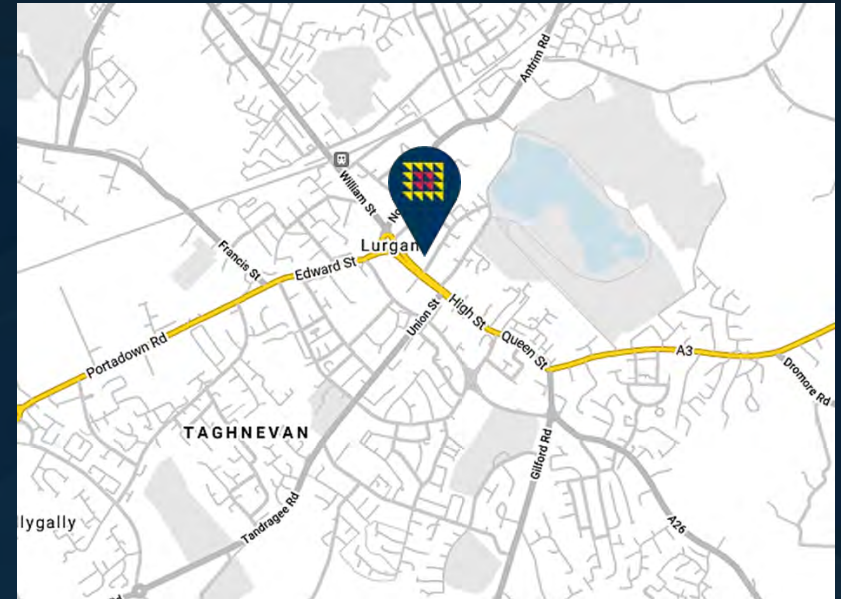 Antrim Rd
William St
No
Lurgan
Francis St
Edward St
Union St
High St
Queen St
Portadown Rd
A3
Dromore Rd
TAGHNEVAN
Gilford Rd
Tandragee Rd
llygally
A26